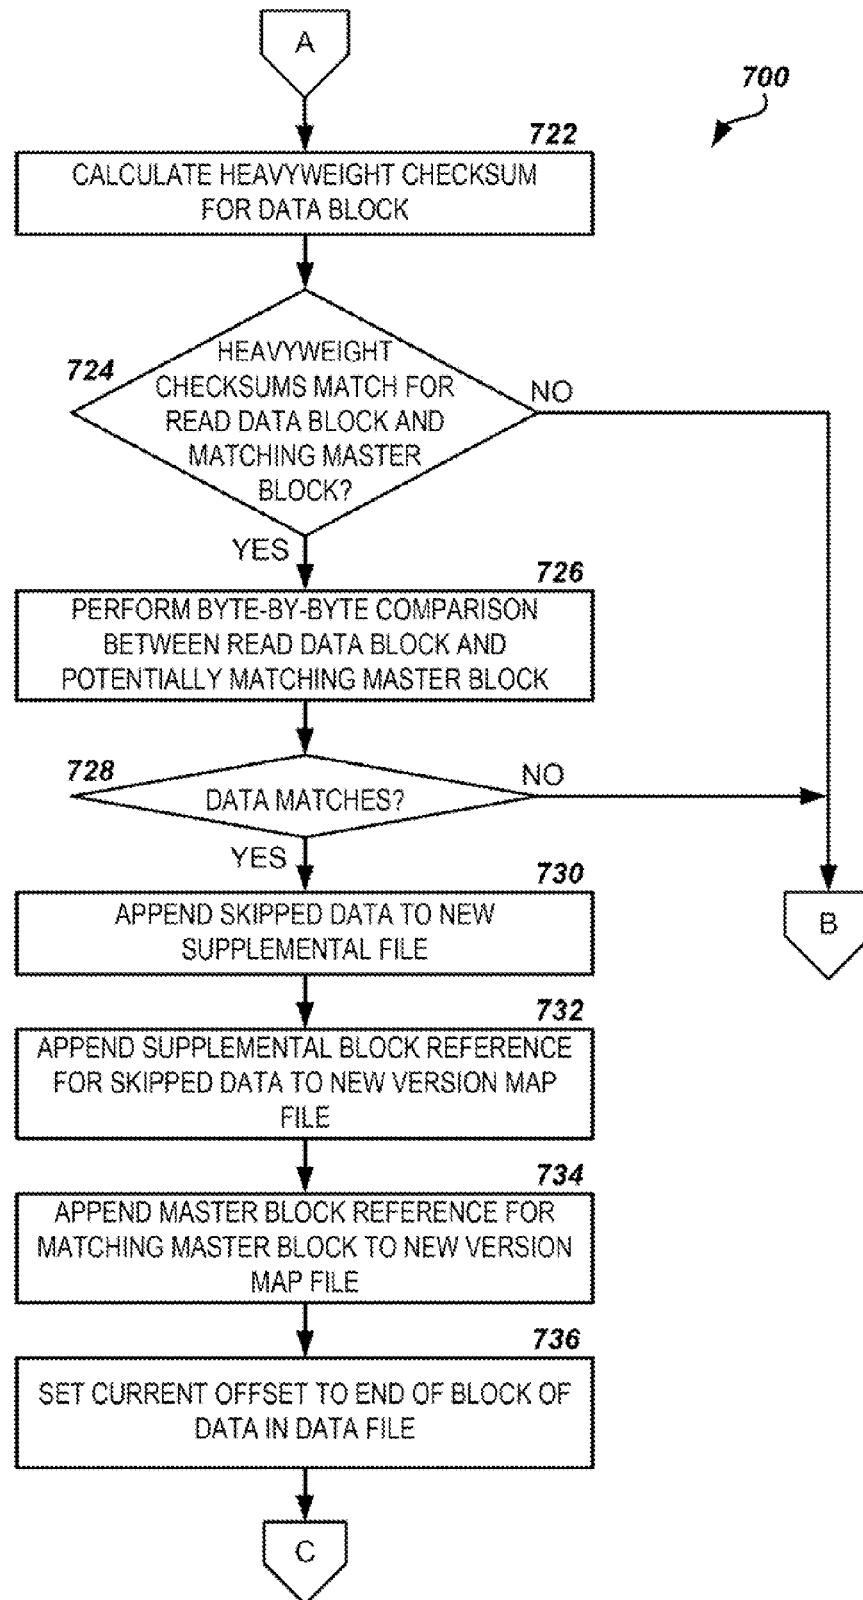 A
700
722
CALCULATE HEAVYWEIGHT CHECKSUM
FOR DATA BLOCK
724
HEAVYWEIGHT
CHECKSUMS MATCH FOR
READ DATA BLOCK AND
MATCHING MASTER
BLOCK?
NO
YES
726
PERFORM BYTE-BY-BYTE COMPARISON
BETWEEN READ DATA BLOCK AND
POTENTIALLY MATCHING MASTER BLOCK
728
DATA MATCHES?
NO
YES
730
APPEND SKIPPED DATA TO NEW
SUPPLEMENTAL FILE
B
732
APPEND SUPPLEMENTAL BLOCK REFERENCE
FOR SKIPPED DATA TO NEW VERSION MAP
FILE
734
APPEND MASTER BLOCK REFERENCE FOR
MATCHING MASTER BLOCK TO NEW VERSION
MAP FILE
736
SET CURRENT OFFSET TO END OF BLOCK OF
DATA IN DATA FILE
C